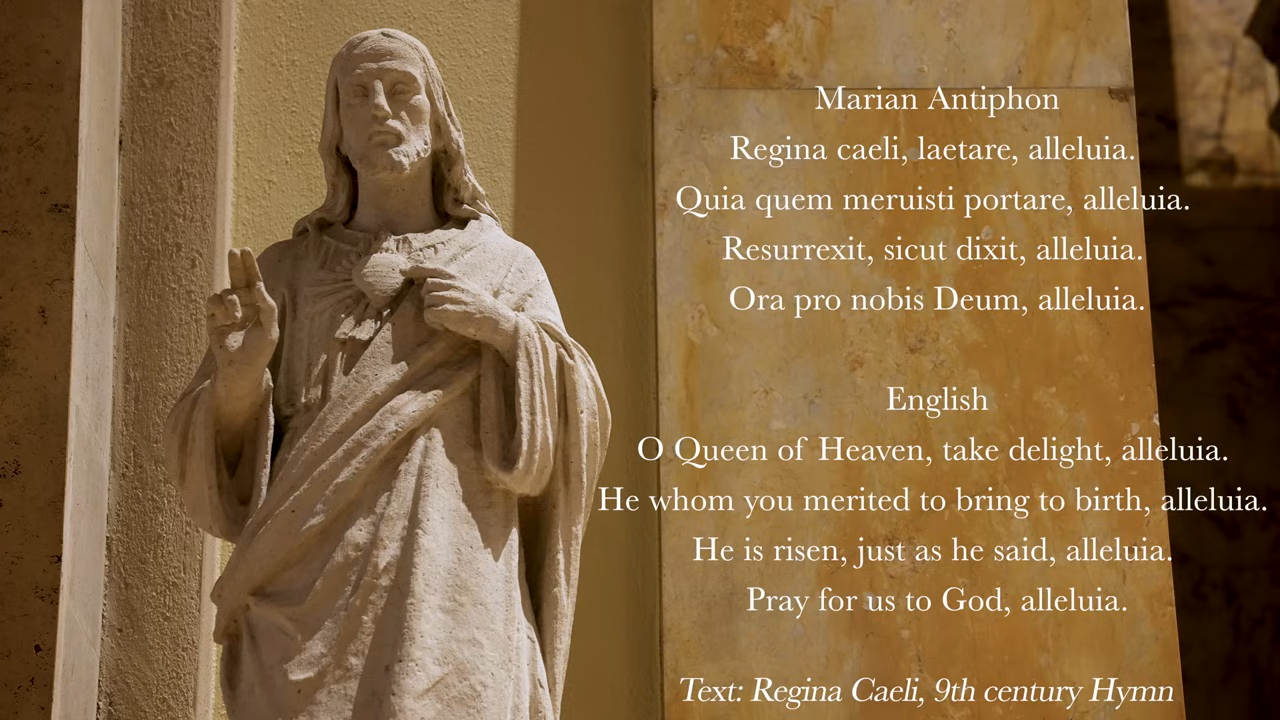 Marian Antiphon
Regina caeli, laetare, alleluia.
Quia quem meruisti portare, alleluia.
Resurrexit, sicut dixit, alleluia.
Ora pro nobis Deum, alleluia.
English
O Queen of Heaven, take delight, alleluia.
He whom you merited to bring to birth, alleluia.
He is risen, just as he said, alleluia.
Pray for us to God, alleluia.
Text: Regina Caeli, 9th century Hymn